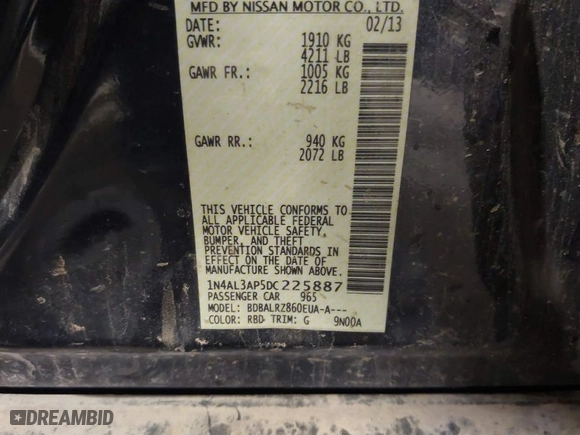 MFD BY NISSAN MOTOR CO., LTD.
DATE: 02/13
GVWR: 1910 KG
4211 LB
GAWR FR.: 1005 KG
2216 LB
GAWR RR.: 940 KG
2072 LB
THIS VEHICLE CONFORMS TO
ALL APPLICABLE FEDERAL
MOTOR VEHICLE SAFETY,
BUMPER, AND THEFT
PREVENTION STANDARDS IN
EFFECT ON THE DATE OF
MANUFACTURE SHOWN ABOVE.
1N4AL3AP5DC225887
PASSENGER CAR 965
MODEL: BDBALRZ860EUA-A---
COLOR: RBD TRIM: G 9N00A
DREAMBID